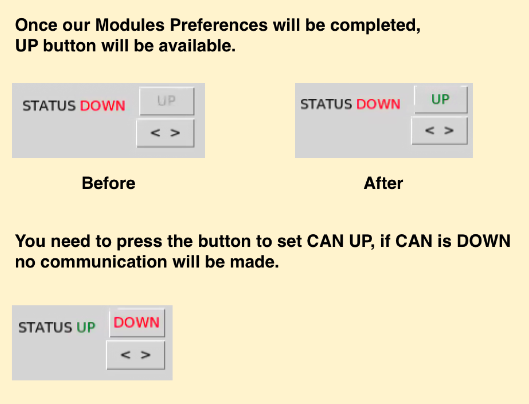 Once our Modules Preferences will be completed,
UP button will be available.
STATUS DOWN UP
< >
STATUS DOWN UP
< >
Before
After
You need to press the button to set CAN UP, if CAN is DOWN
no communication will be made.
STATUS UP DOWN
< >